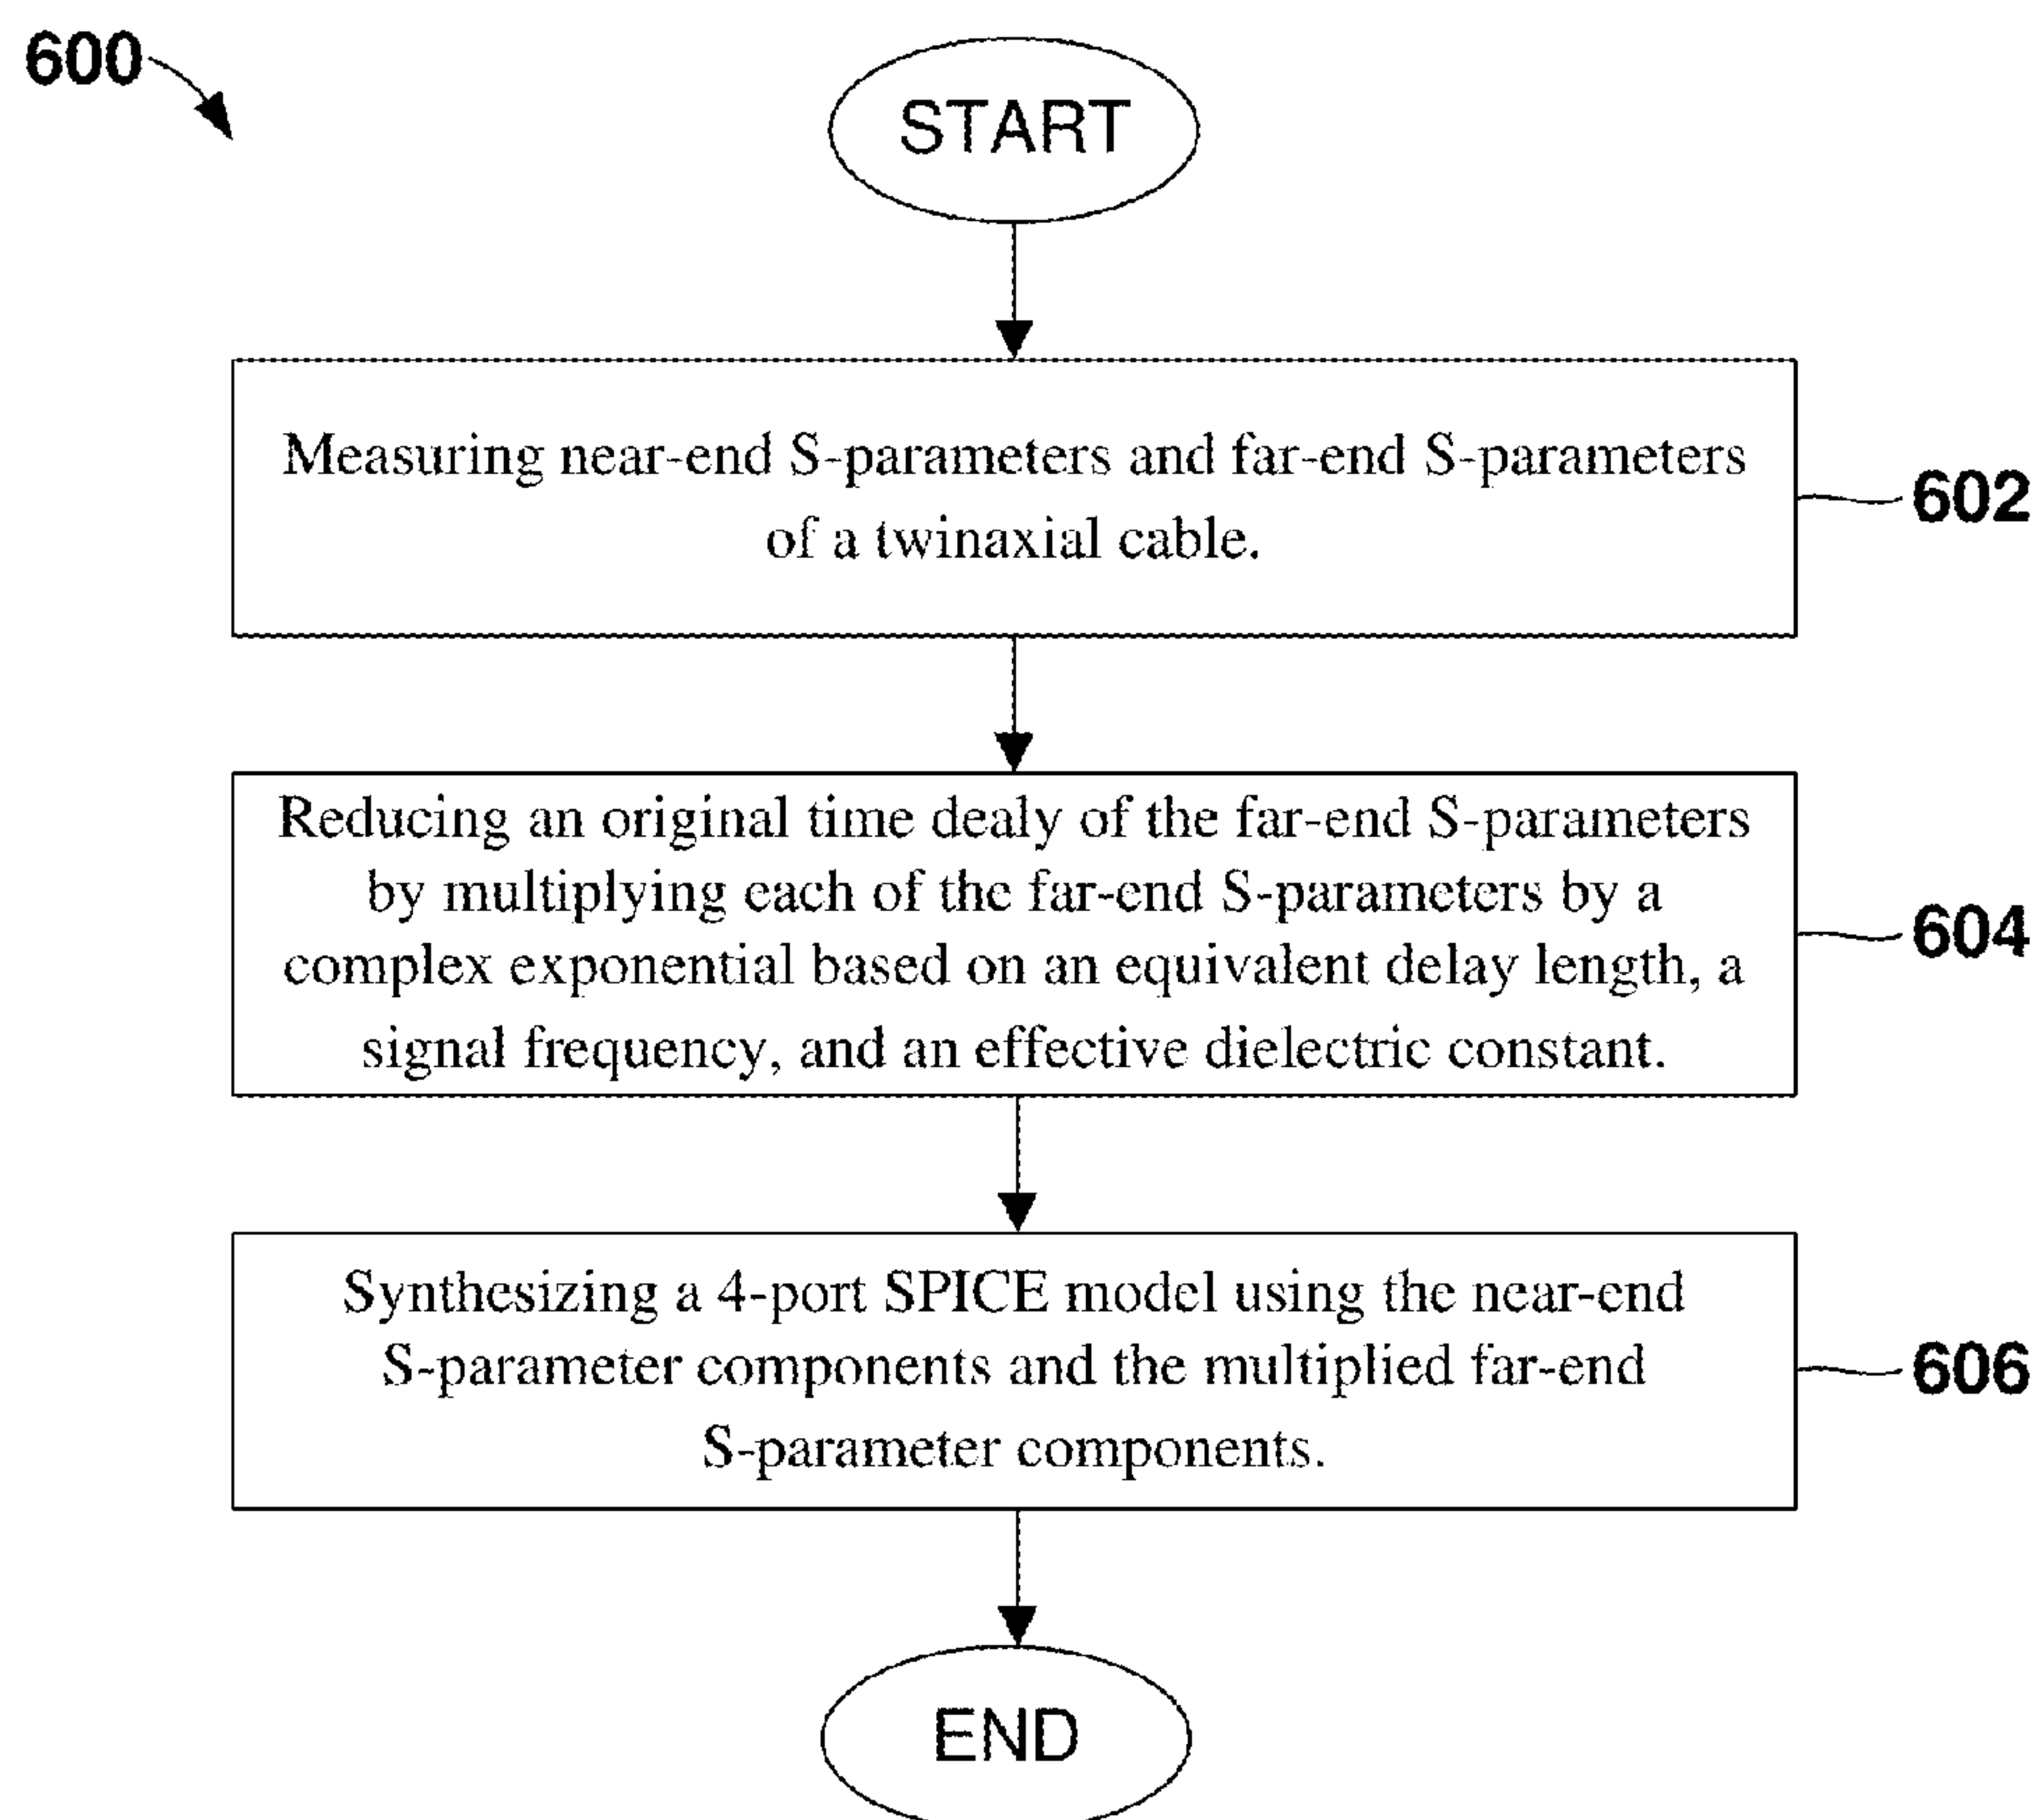 600
START
Measuring near-end S-parameters and far-end S-parameters
of a twinaxial cable.
602
Reducing an original time dealy of the far-end S-parameters
by multiplying each of the far-end S-parameters by a
complex exponential based on an equivalent delay length, a
signal frequency, and an effective dielectric constant.
604
Synthesizing a 4-port SPICE model using the near-end
S-parameter components and the multiplied far-end
S-parameter components.
606
END